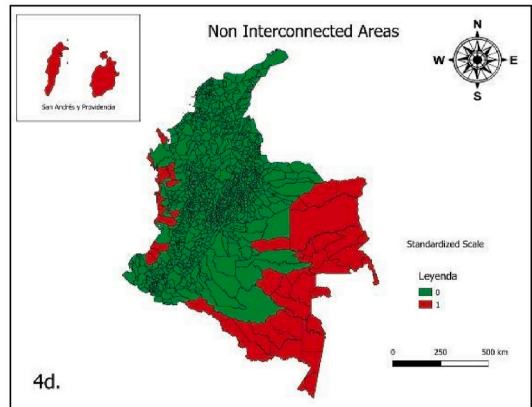 Non Interconnected Areas
N
W
E
S
San Andrés y Providencia
Standardized Scale
Leyenda
0
1
0 250 500 km
4d.